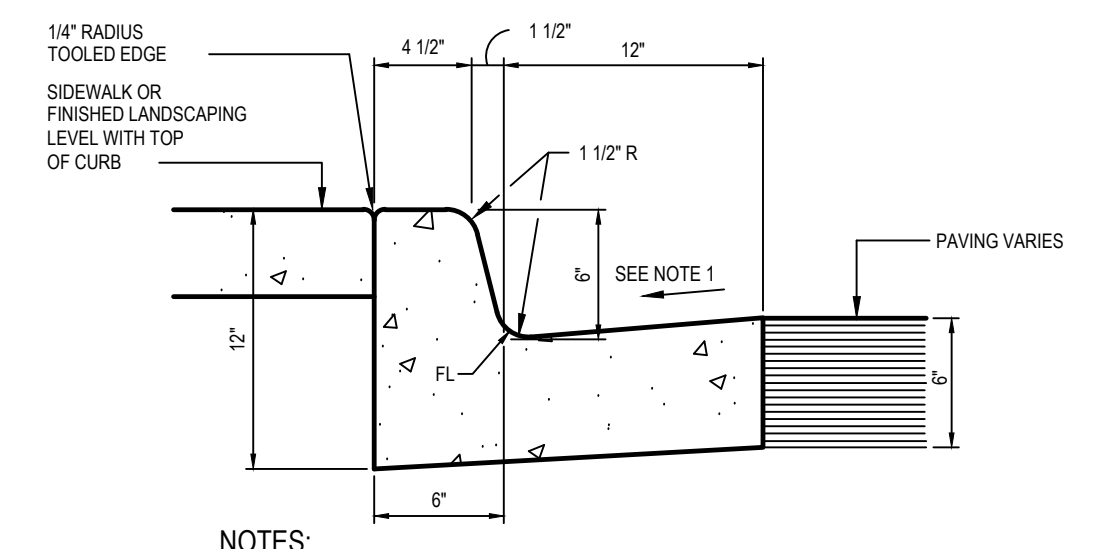 1/4" RADIUS
TOOLED EDGE
SIDEWALK OR
FINISHED LANDSCAPING
LEVEL WITH TOP
OF CURB
4 1/2"
1 1/2"
12"
1 1/2" R
PAVING VARIES
6"
SEE NOTE 1
12"
FL
6"
6"
NOTES: